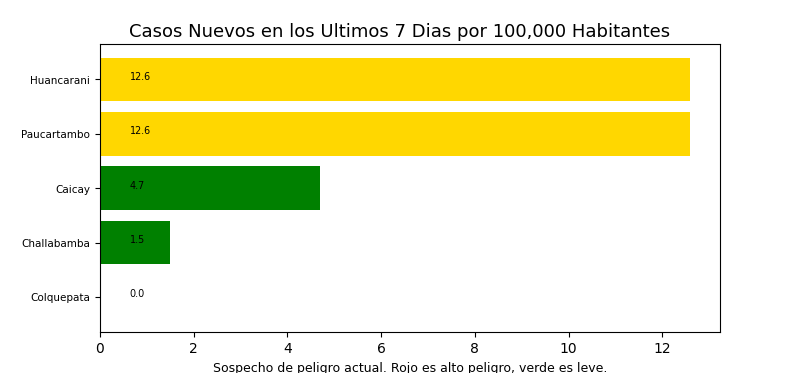 Casos Nuevos en los Ultimos 7 Dias por 100,000 Habitantes
Huancarani 12.6
Paucartambo 12.6
Caicay 4.7
Challabamba 1.5
Colquepata 0.0
0 2 4 6 8 10 12
Sospecho de peligro actual. Rojo es alto peligro, verde es leve.